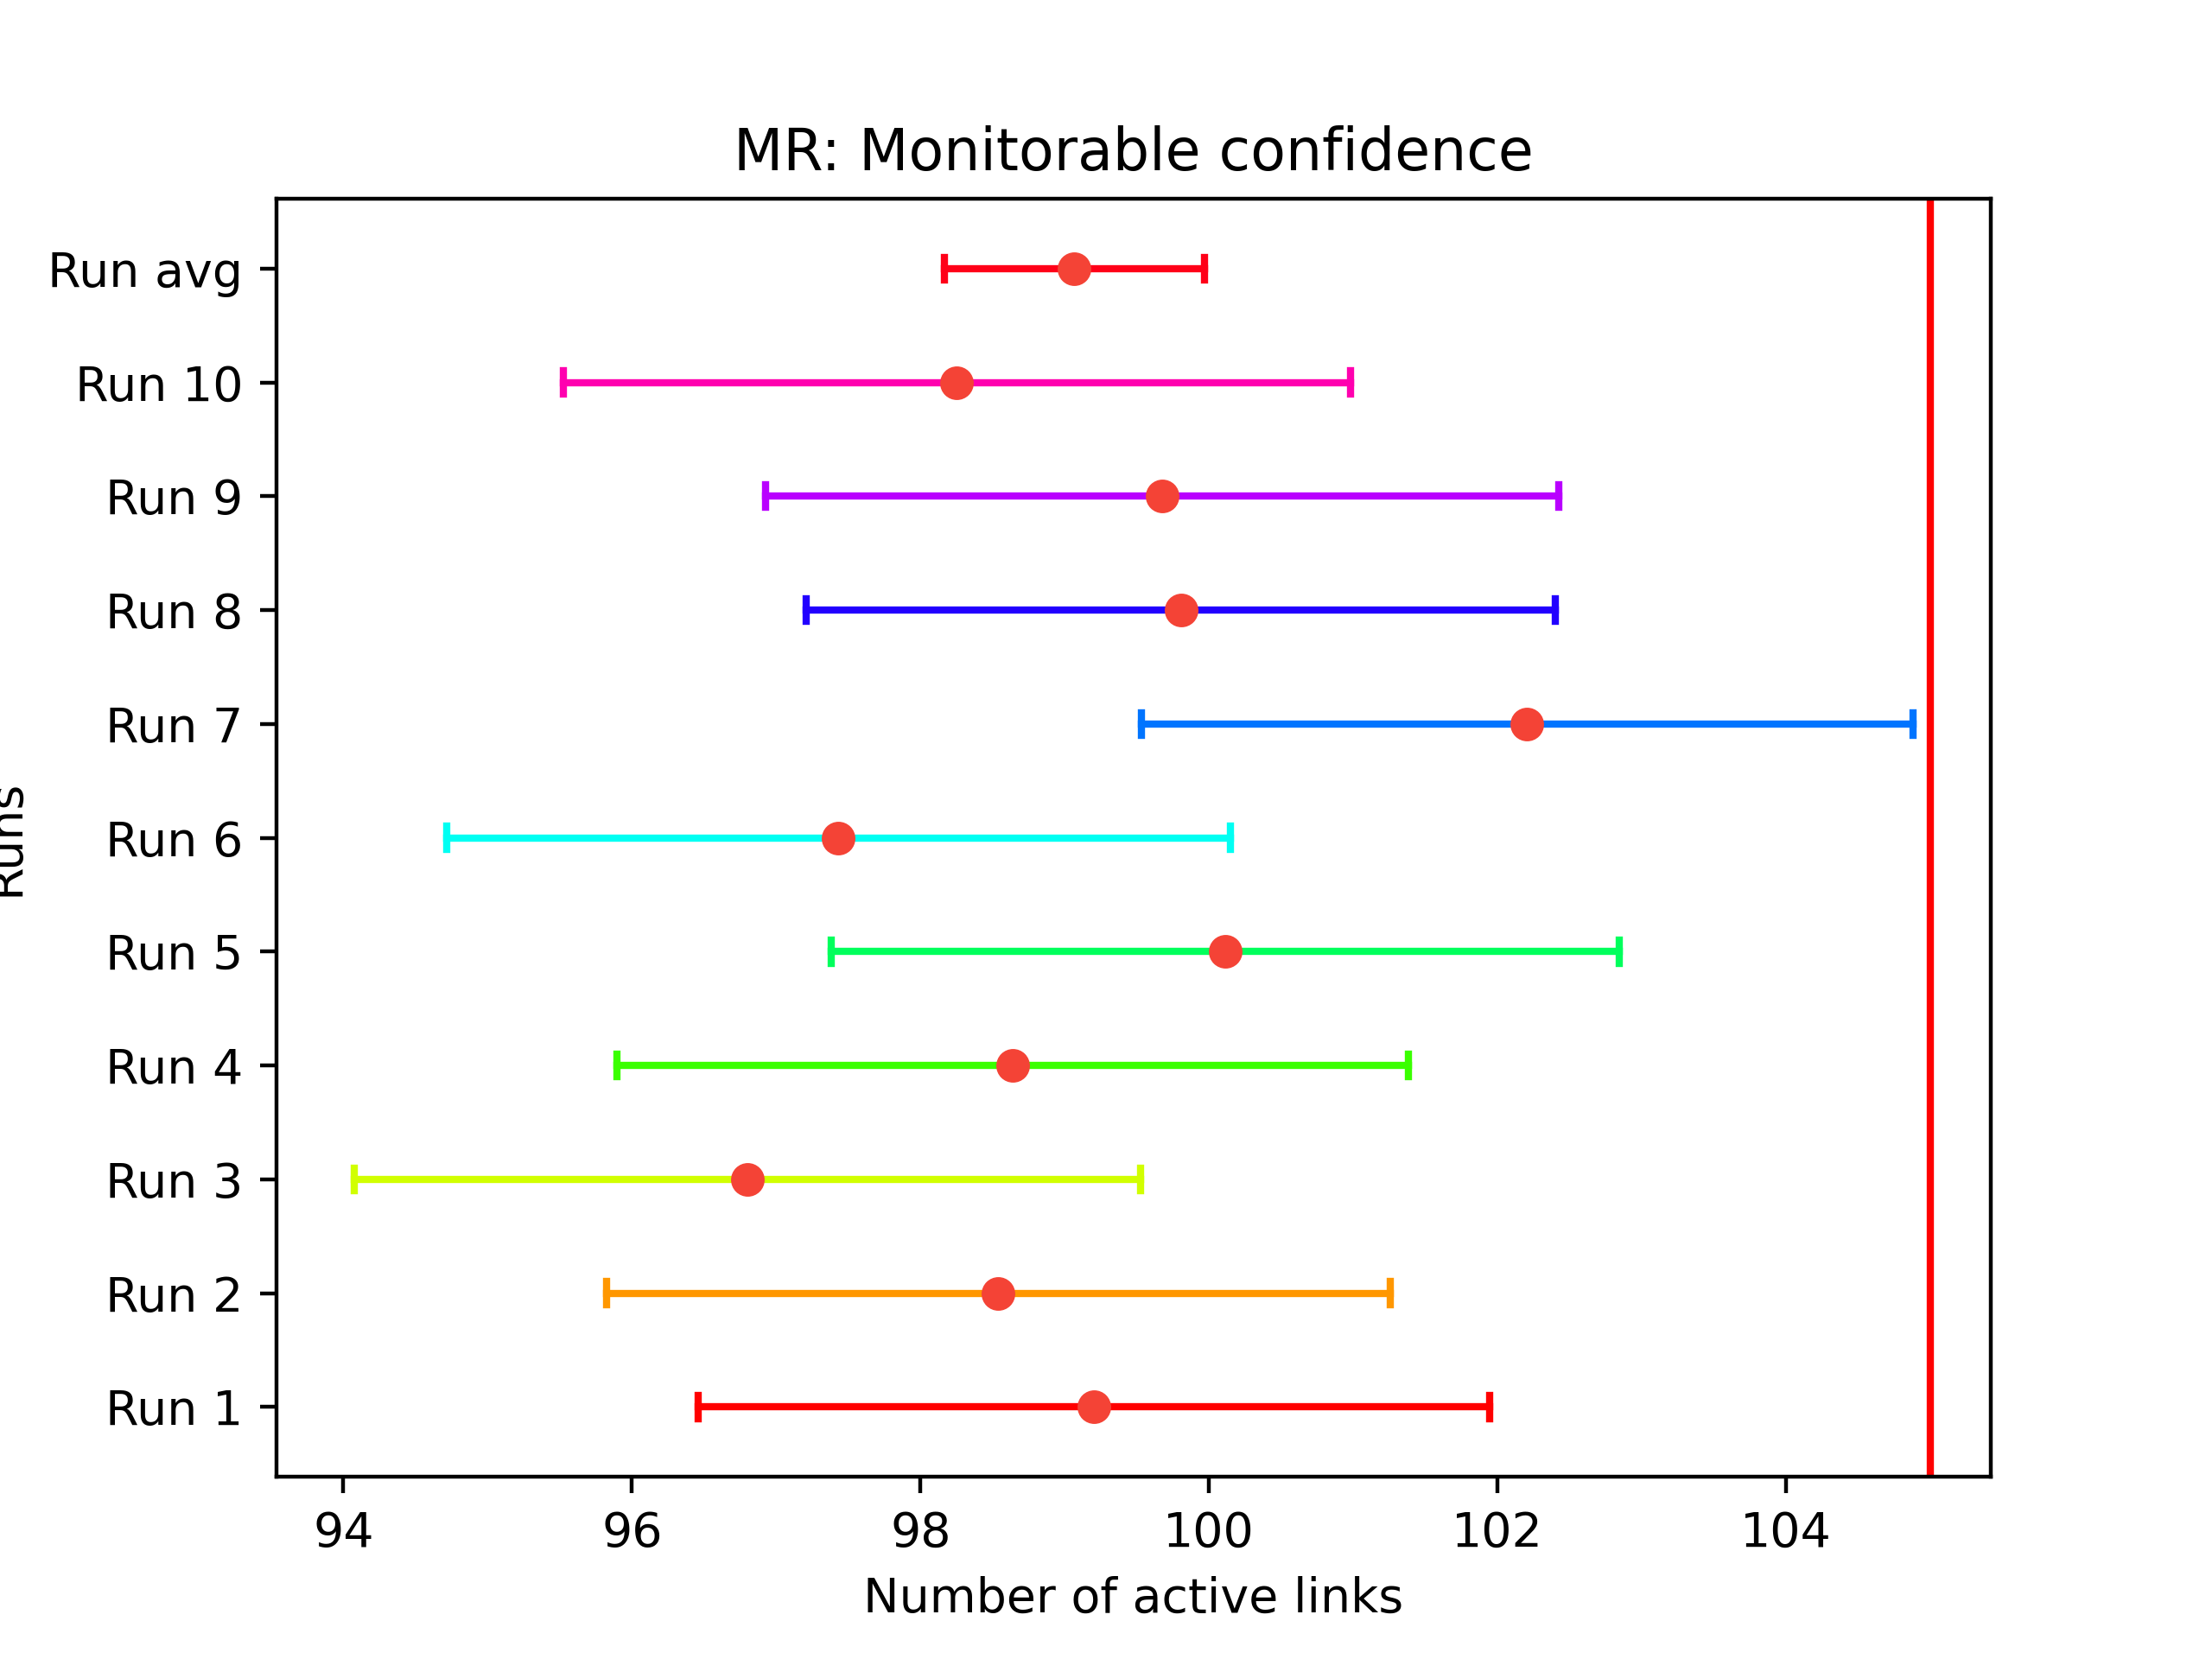 MR: Monitorable confidence
Run avg
Run 10
Run 9
Run 8
Run 7
Run 6
Run 5
Run 4
Run 3
Run 2
Run 1
Runs
94 96 98 100 102 104
Number of active links